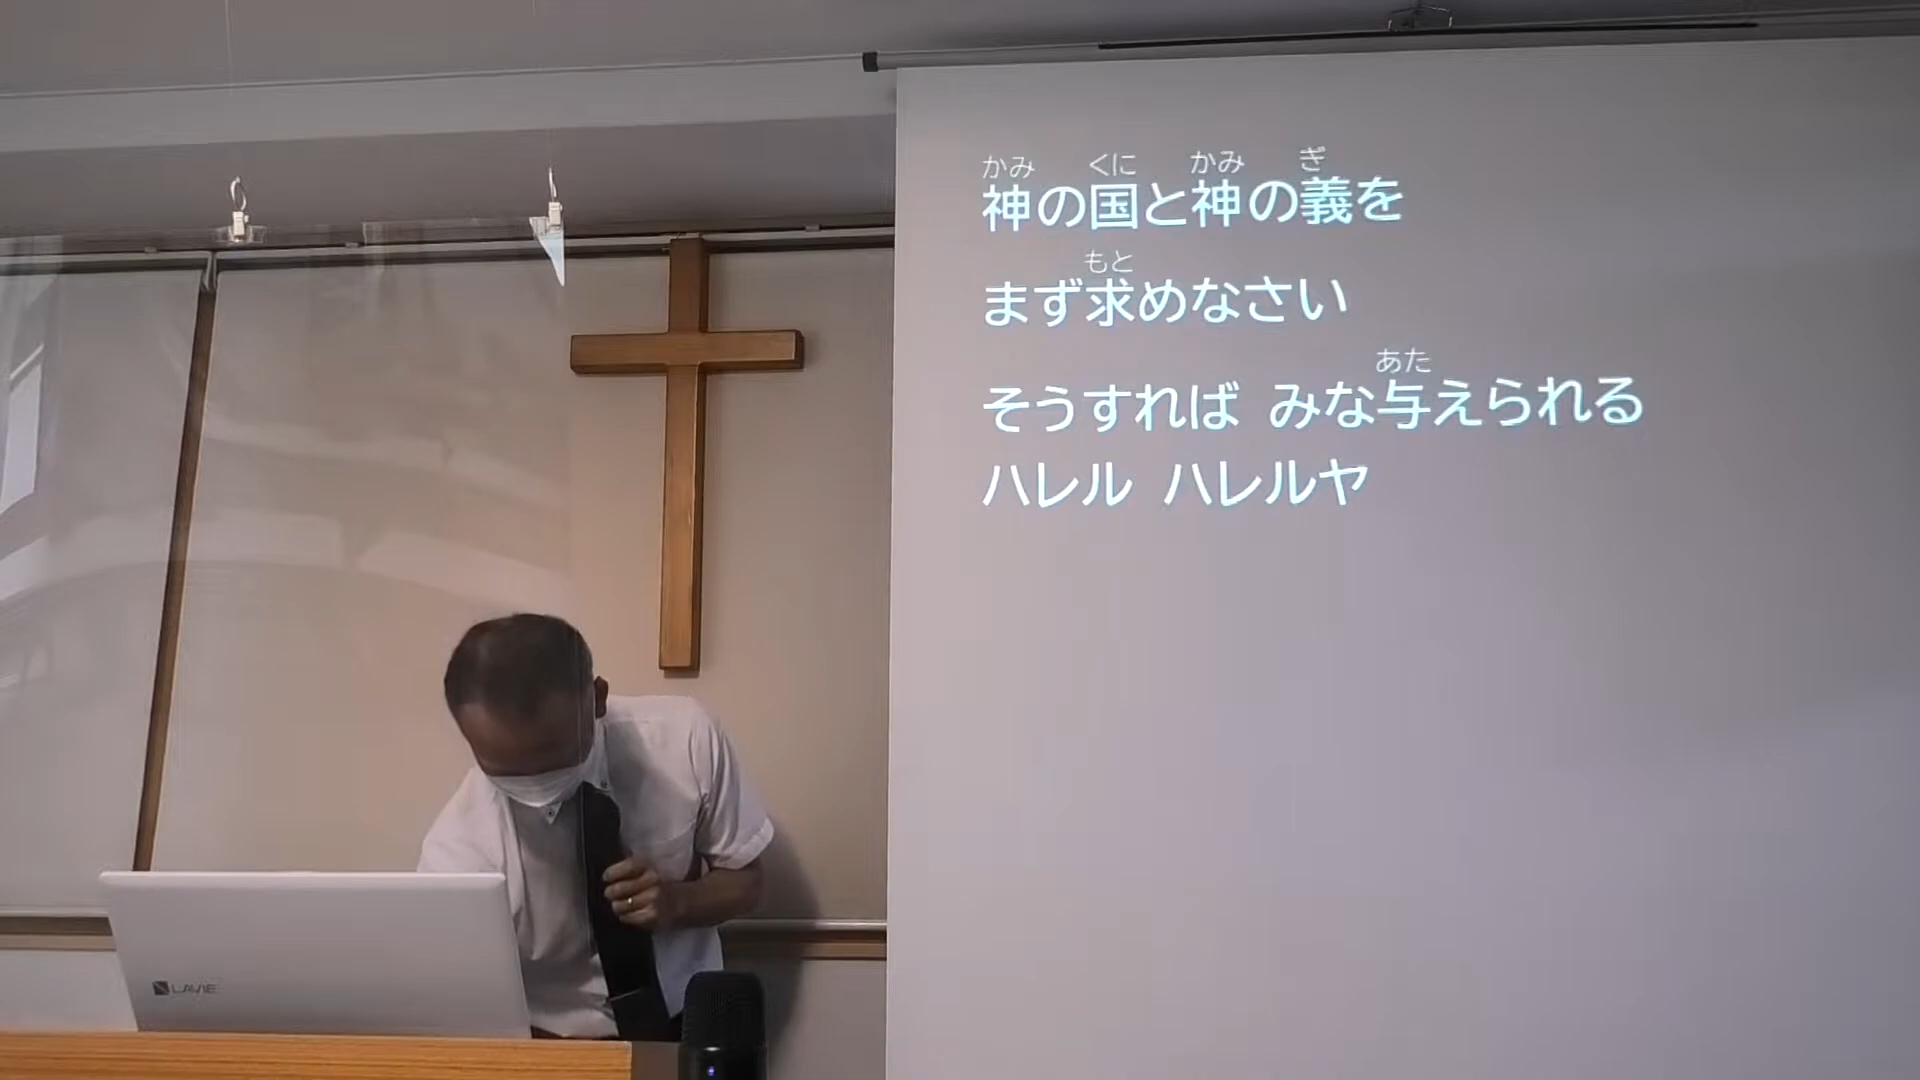 かみ くに かみ ぎ
神の国と神の義を
もと
まず求めなさい
あた
そうすれば みな与えられる
ハレル ハレルヤ
LAVIE